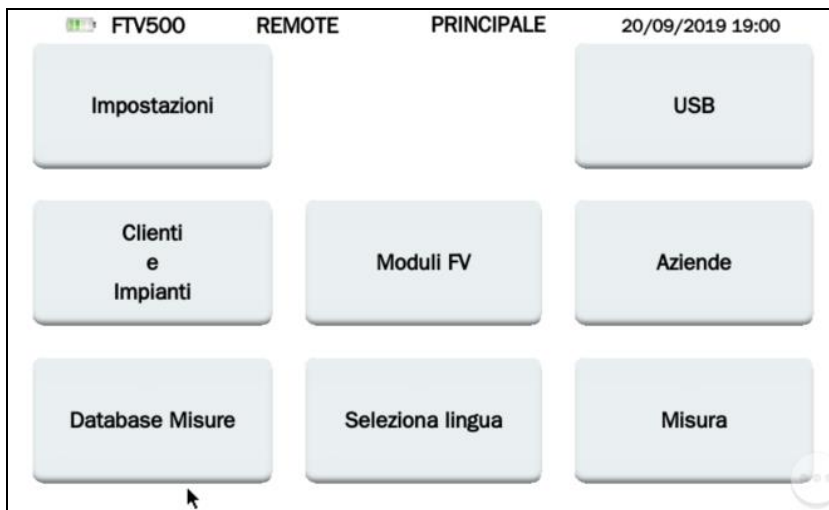 FTV500 REMOTE PRINCIPALE 20/09/2019 19:00
Impostazioni
USB
Clienti
e
Impianti
Moduli FV
Aziende
Database Misure
Seleziona lingua
Misura